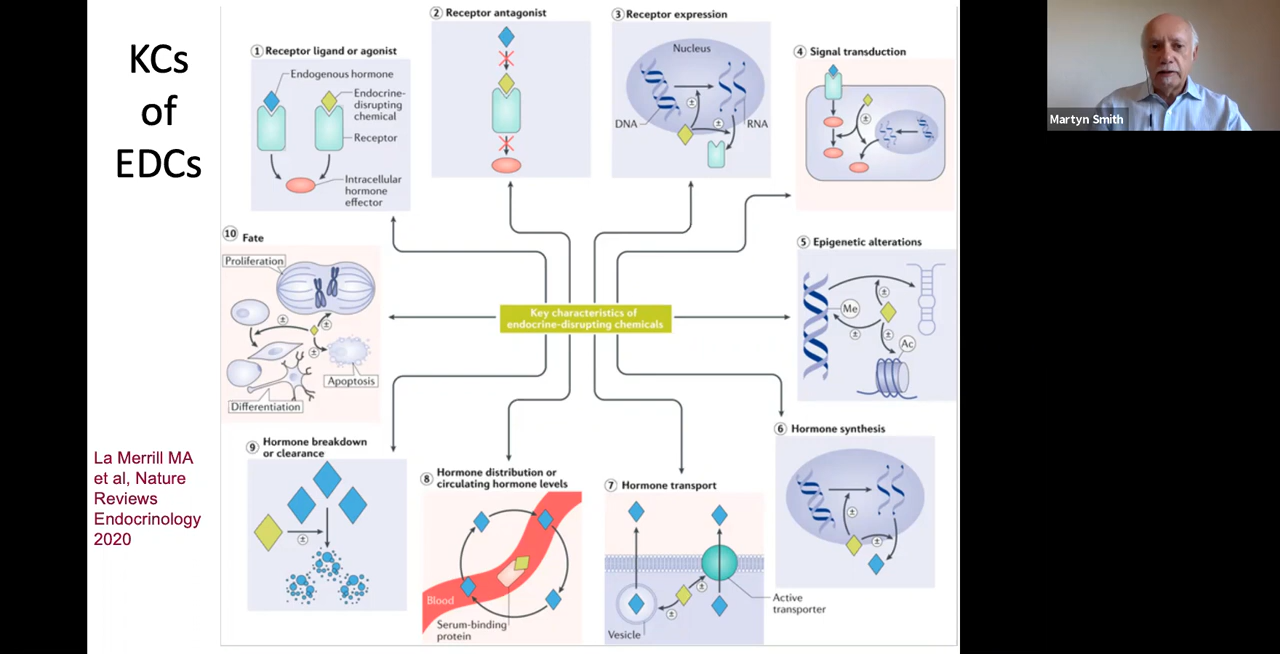 KCs
of
EDCs
La Merrill MA
et al, Nature
Reviews
Endocrinology
2020
① Receptor ligand or agonist
Endogenous hormone
Endocrine-
disrupting
chemical
Receptor
Intracellular
hormone
effector
② Receptor antagonist
③ Receptor expression
Nucleus
±
±
DNA
RNA
④ Signal transduction
±
Martyn Smith
⑩ Fate
Proliferation
±
±
±
Apoptosis
Differentiation
Key characteristics of
endocrine-disrupting chemicals
⑤ Epigenetic alterations
±
Me
±
±
Ac
⑥ Hormone synthesis
±
±
⑨ Hormone breakdown
or clearance
±
⑧ Hormone distribution or
circulating hormone levels
Blood
Serum-binding
protein
⑦ Hormone transport
±
±
Active
transporter
Vesicle